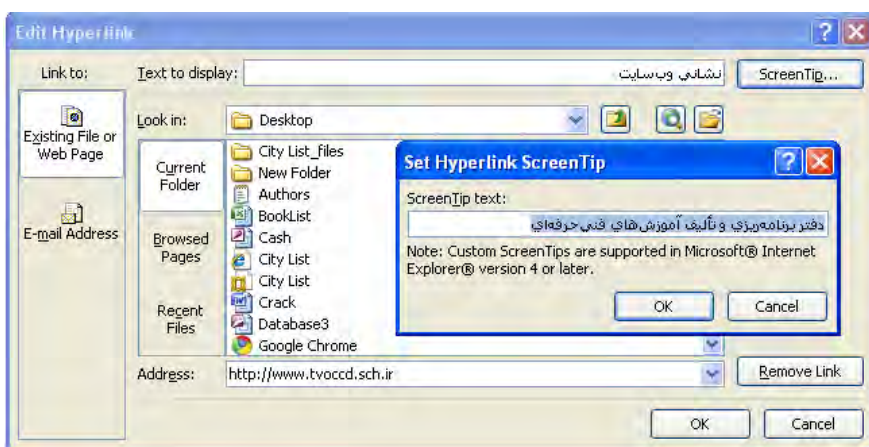 Edit Hyperlink
Link to:
Text to display:
نشانی وب‌سایت
ScreenTip...
Existing File or
Web Page
E-mail Address
Look in:
Desktop
Current
Folder
Browsed
Pages
Recent
Files
City List_files
New Folder
Authors
BookList
Cash
City List
City List
Crack
Database3
Google Chrome
Set Hyperlink ScreenTip
ScreenTip text:
دفتر برنامه‌ريزي و تأليف آموزش‌هاي فني‌حرفه‌اي
Note: Custom ScreenTips are supported in Microsoft® Internet
Explorer® version 4 or later.
OK
Cancel
Address:
http://www.tvoccd.sch.ir
Remove Link
OK
Cancel